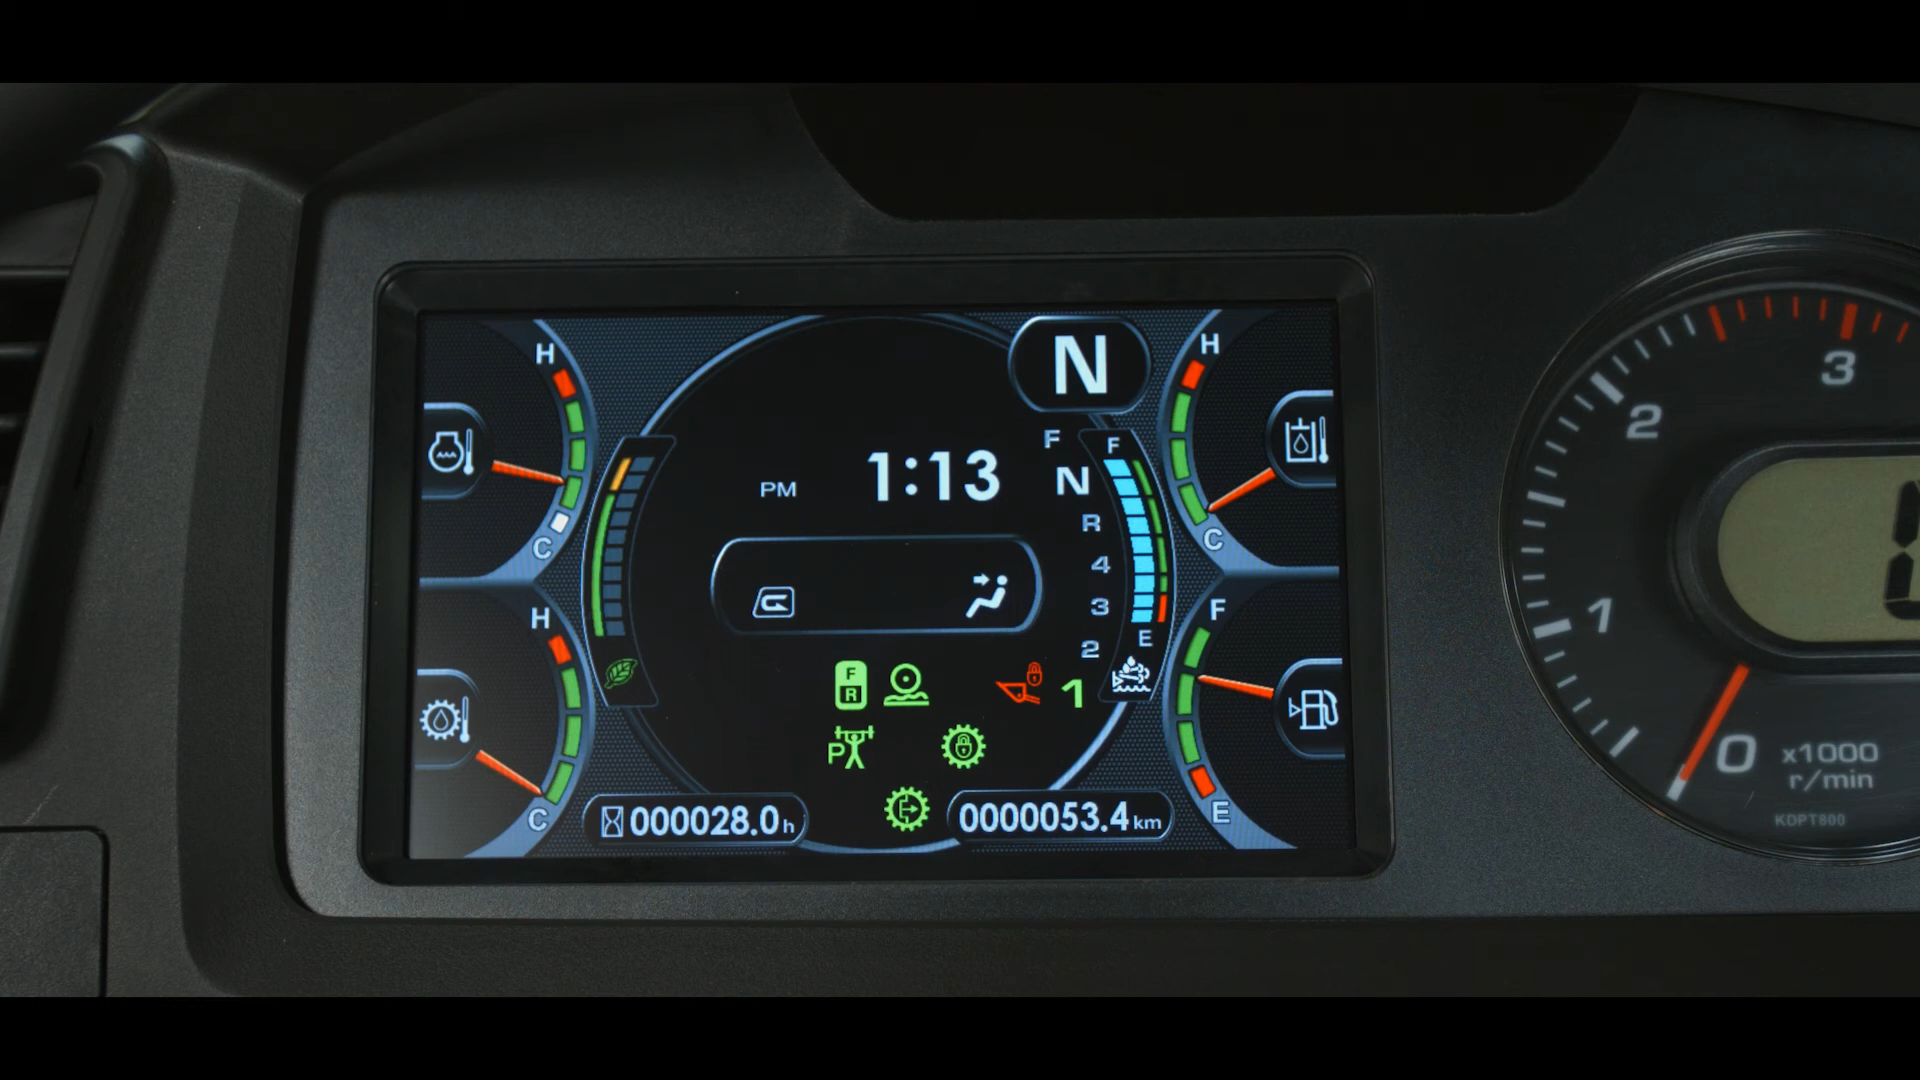 H
N
H
F
F
PM
1:13
N
R
C
C
4
3
H
E
F
2
F
R
1
P
C
000028.0h
0000053.4km
E
3
2
1
0
x1000
r/min
KDPT800